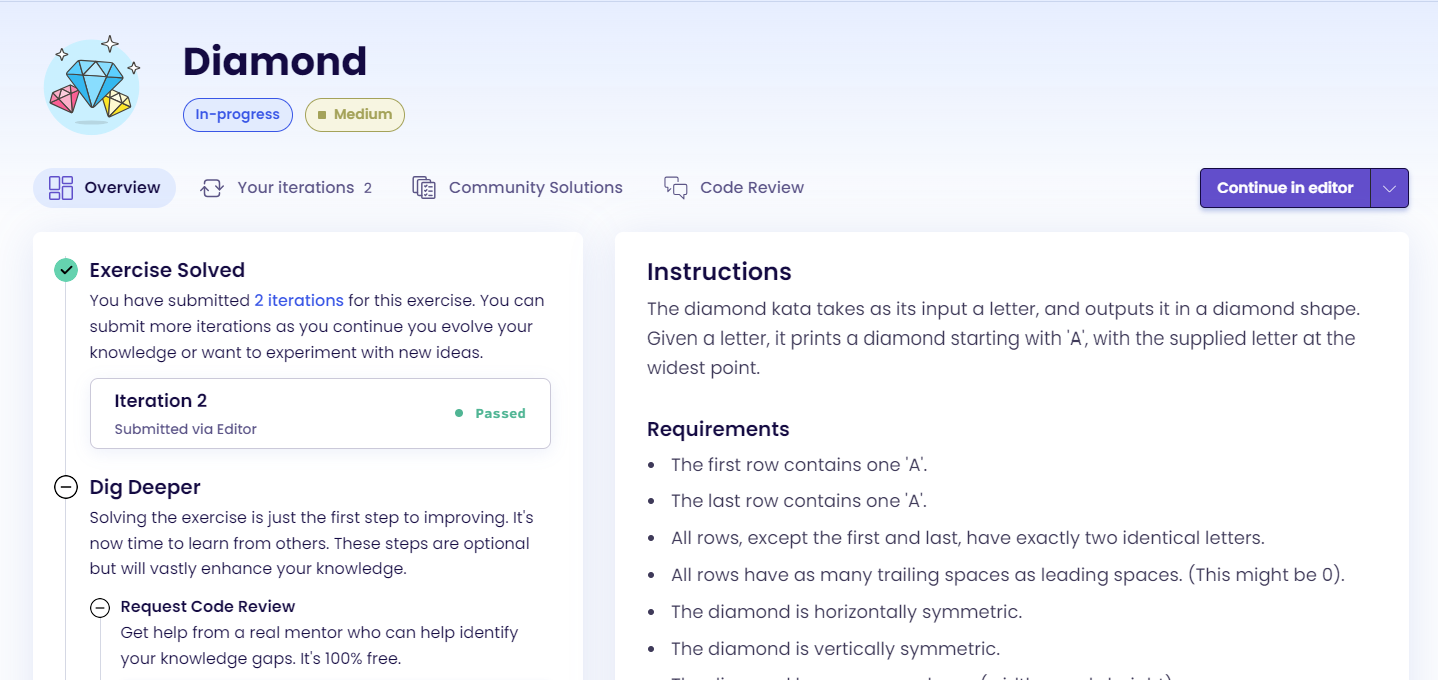 Diamond
In-progress
Medium
Overview
Your iterations 2
Community Solutions
Code Review
Continue in editor
Exercise Solved
You have submitted 2 iterations for this exercise. You can
submit more iterations as you continue you evolve your
knowledge or want to experiment with new ideas.
Iteration 2
Passed
Submitted via Editor
Dig Deeper
Solving the exercise is just the first step to improving. It's
now time to learn from others. These steps are optional
but will vastly enhance your knowledge.
Request Code Review
Get help from a real mentor who can help identify
your knowledge gaps. It's 100% free.
Instructions
The diamond kata takes as its input a letter, and outputs it in a diamond shape.
Given a letter, it prints a diamond starting with 'A', with the supplied letter at the
widest point.
Requirements
• The first row contains one 'A'.
• The last row contains one 'A'.
• All rows, except the first and last, have exactly two identical letters.
• All rows have as many trailing spaces as leading spaces. (This might be 0).
• The diamond is horizontally symmetric.
• The diamond is vertically symmetric.